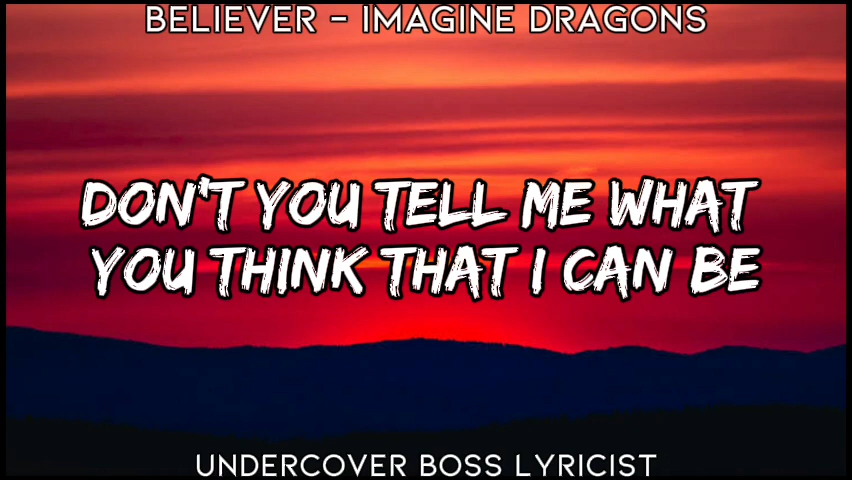 BELIEVER - IMAGINE DRAGONS
DON'T YOU TELL ME WHAT
YOU THINK THAT I CAN BE
UNDERCOVER BOSS LYRICIST